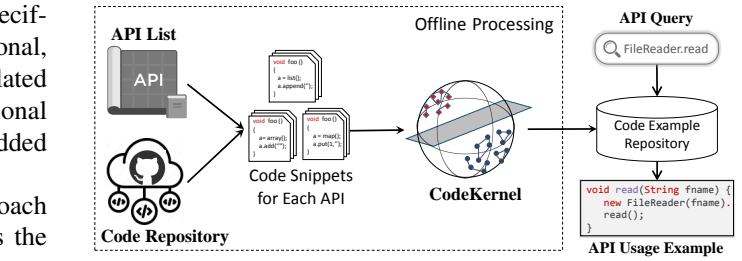 ecif-
onal,
lated
ional
dded
oach
s the
Offline Processing
API List
API
Code Repository
void foo ()
{
a = list();
a.append('');
}
void foo ()
{
a= array();
a.add("");
}
void foo ()
{
a = map();
a.put(1,'');
}
Code Snippets
for Each API
CodeKernel
API Query
FileReader.read
Code Example
Repository
void read(String fname) {
new FileReader(fname).
read();
}
API Usage Example